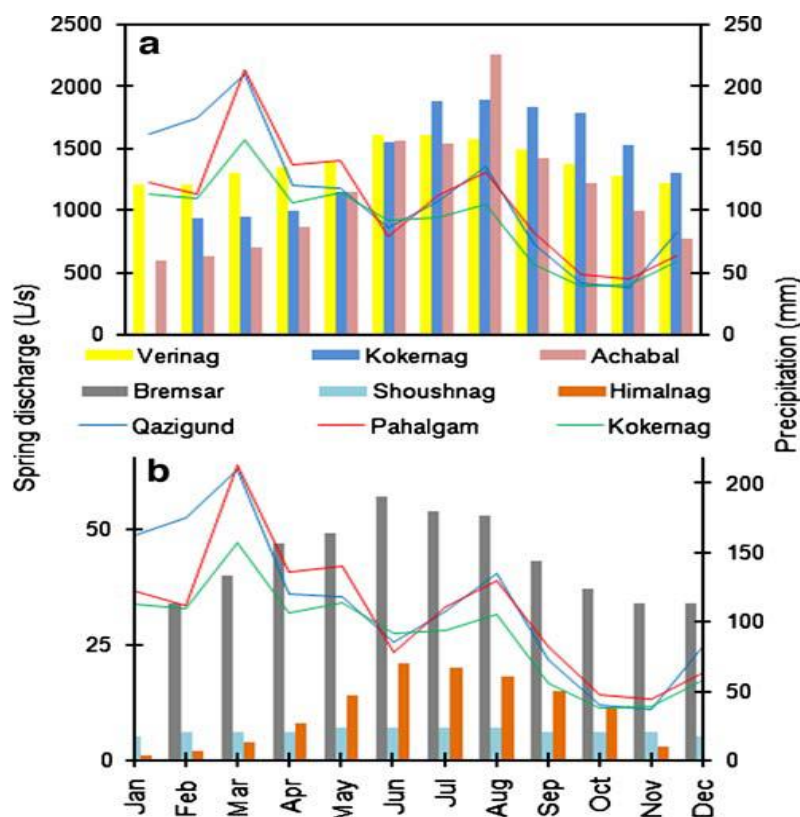 a
2500
2000
1500
1000
500
0
250
200
150
100
50
0
Spring discharge (L/s)
Precipitation (mm)
Verinag Kokernag Achabal
Bremsar Shoushnag Himalnag
Qazigund Pahalgam Kokernag
b
50
25
0
200
150
100
50
0
Jan Feb Mar Apr May Jun Jul Aug Sep Oct Nov Dec